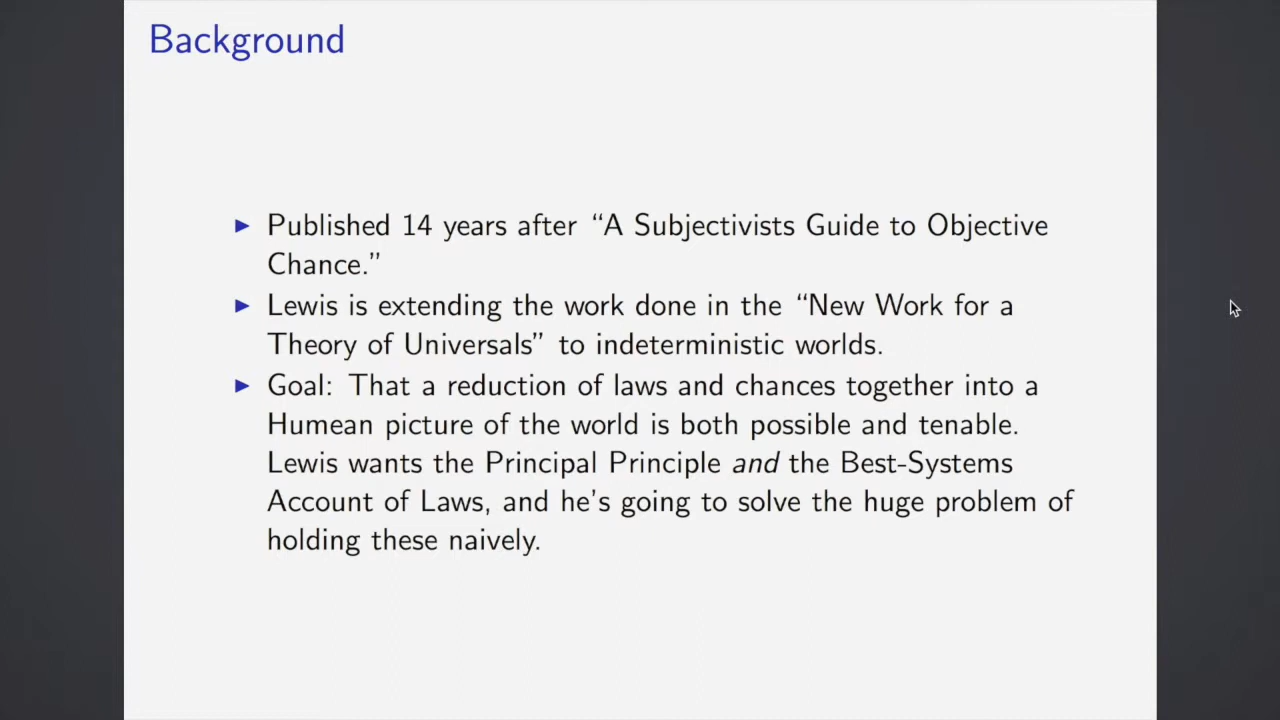 Background
▶ Published 14 years after “A Subjectivists Guide to Objective
Chance.”
▶ Lewis is extending the work done in the “New Work for a
Theory of Universals” to indeterministic worlds.
▶ Goal: That a reduction of laws and chances together into a
Humean picture of the world is both possible and tenable.
Lewis wants the Principal Principle and the Best-Systems
Account of Laws, and he’s going to solve the huge problem of
holding these naively.